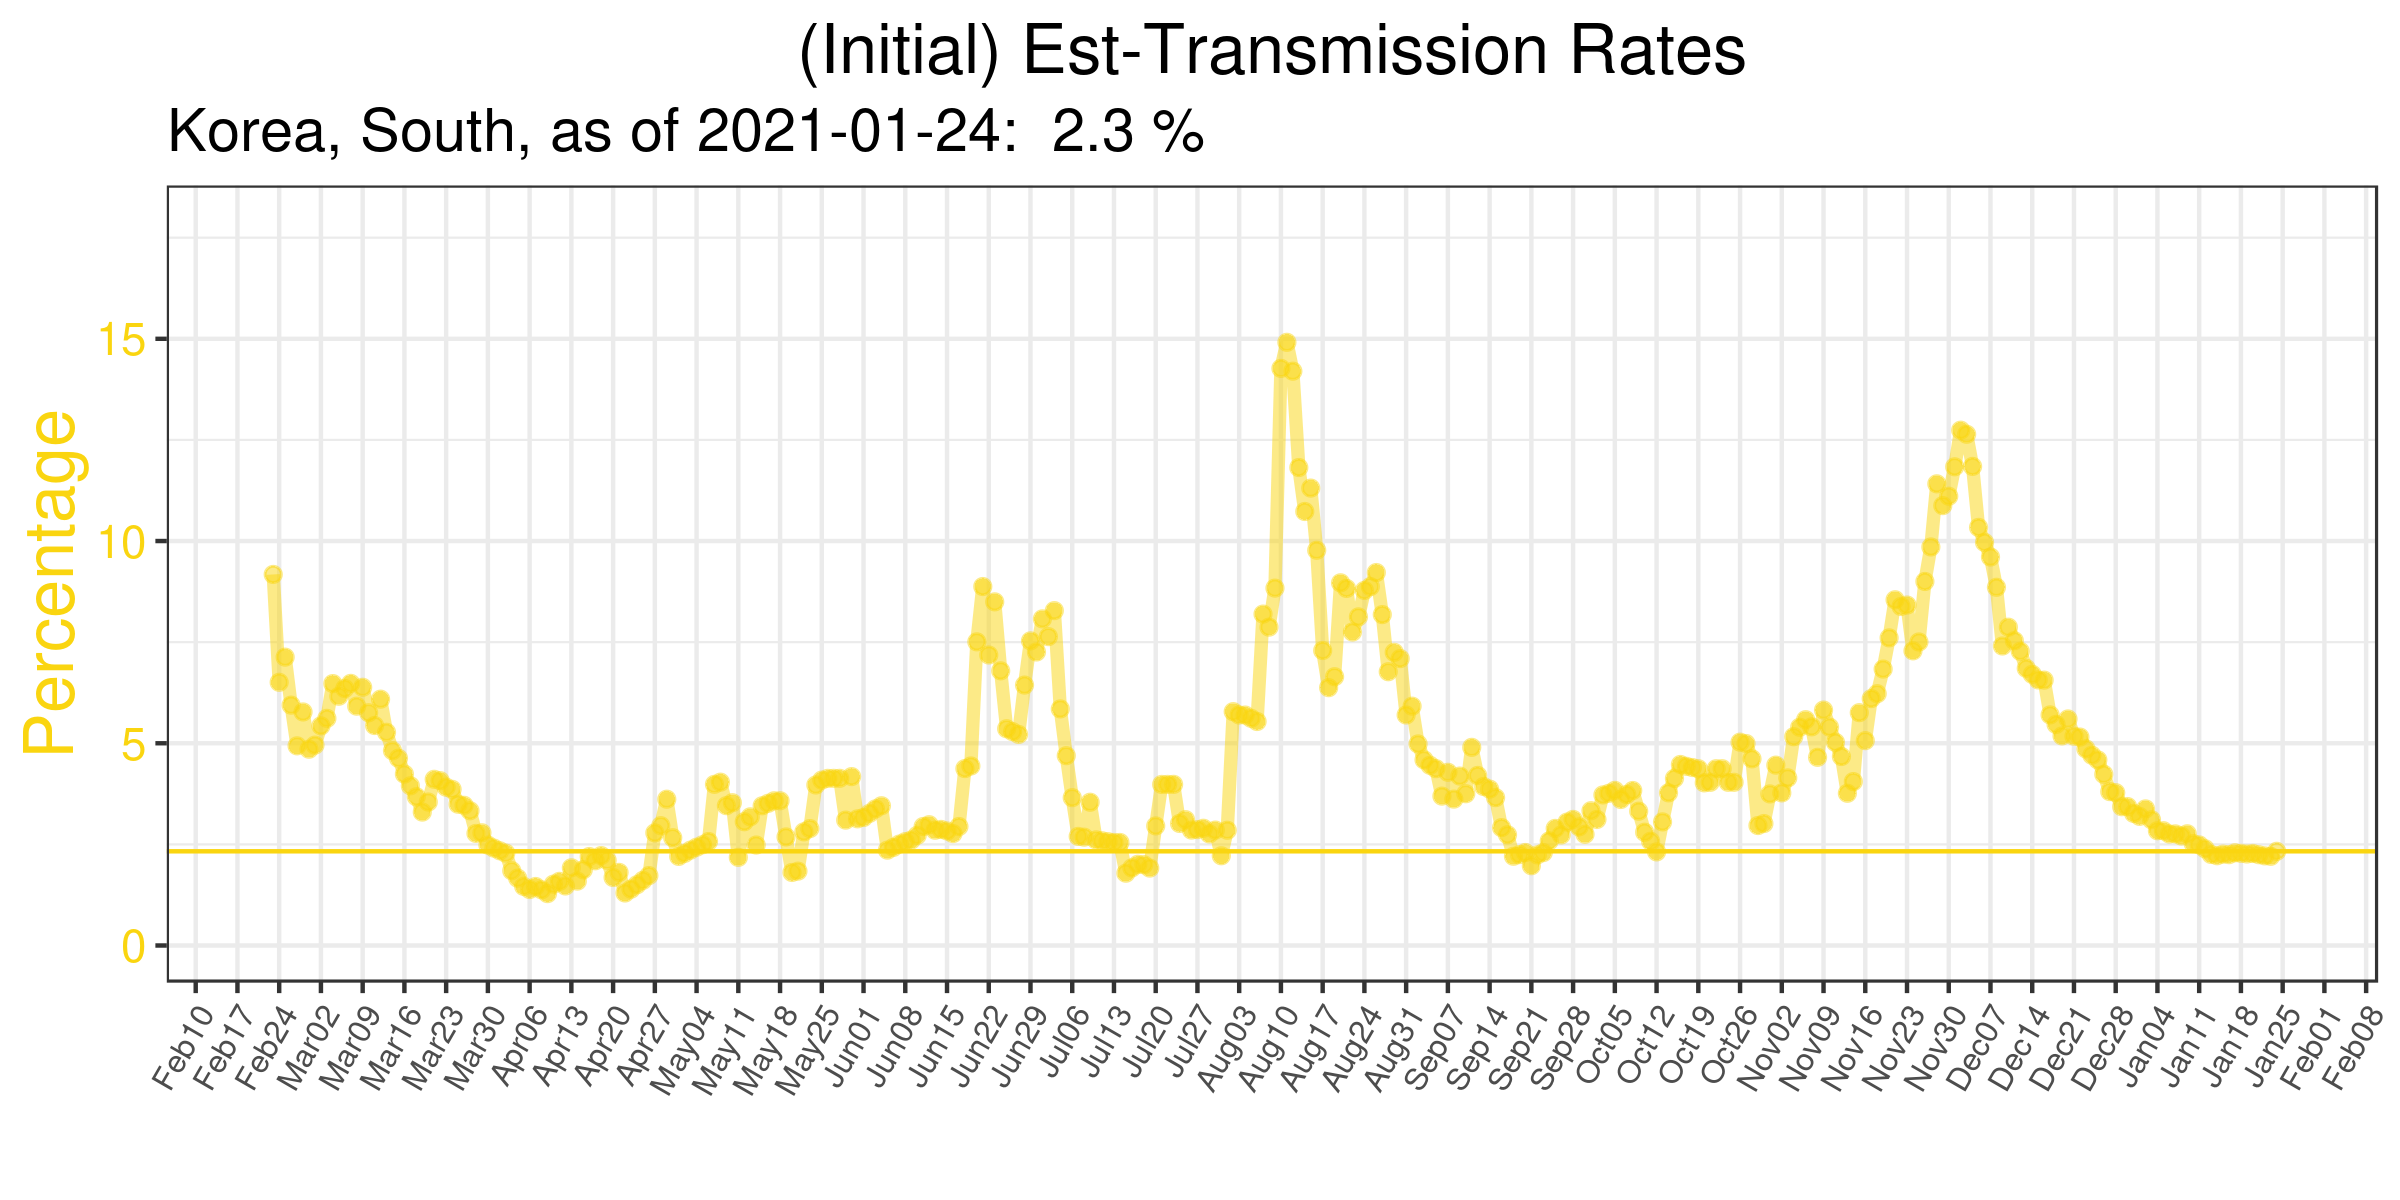 (Initial) Est-Transmission Rates
Korea, South, as of 2021-01-24:  2.3 %
Percentage
15
10
5
0
Feb10
Feb17
Feb24
Mar02
Mar09
Mar16
Mar23
Mar30
Apr06
Apr13
Apr20
Apr27
May04
May11
May18
May25
Jun01
Jun08
Jun15
Jun22
Jun29
Jul06
Jul13
Jul20
Jul27
Aug03
Aug10
Aug17
Aug24
Aug31
Sep07
Sep14
Sep21
Sep28
Oct05
Oct12
Oct19
Oct26
Nov02
Nov09
Nov16
Nov23
Nov30
Dec07
Dec14
Dec21
Dec28
Jan04
Jan11
Jan18
Jan25
Feb01
Feb08